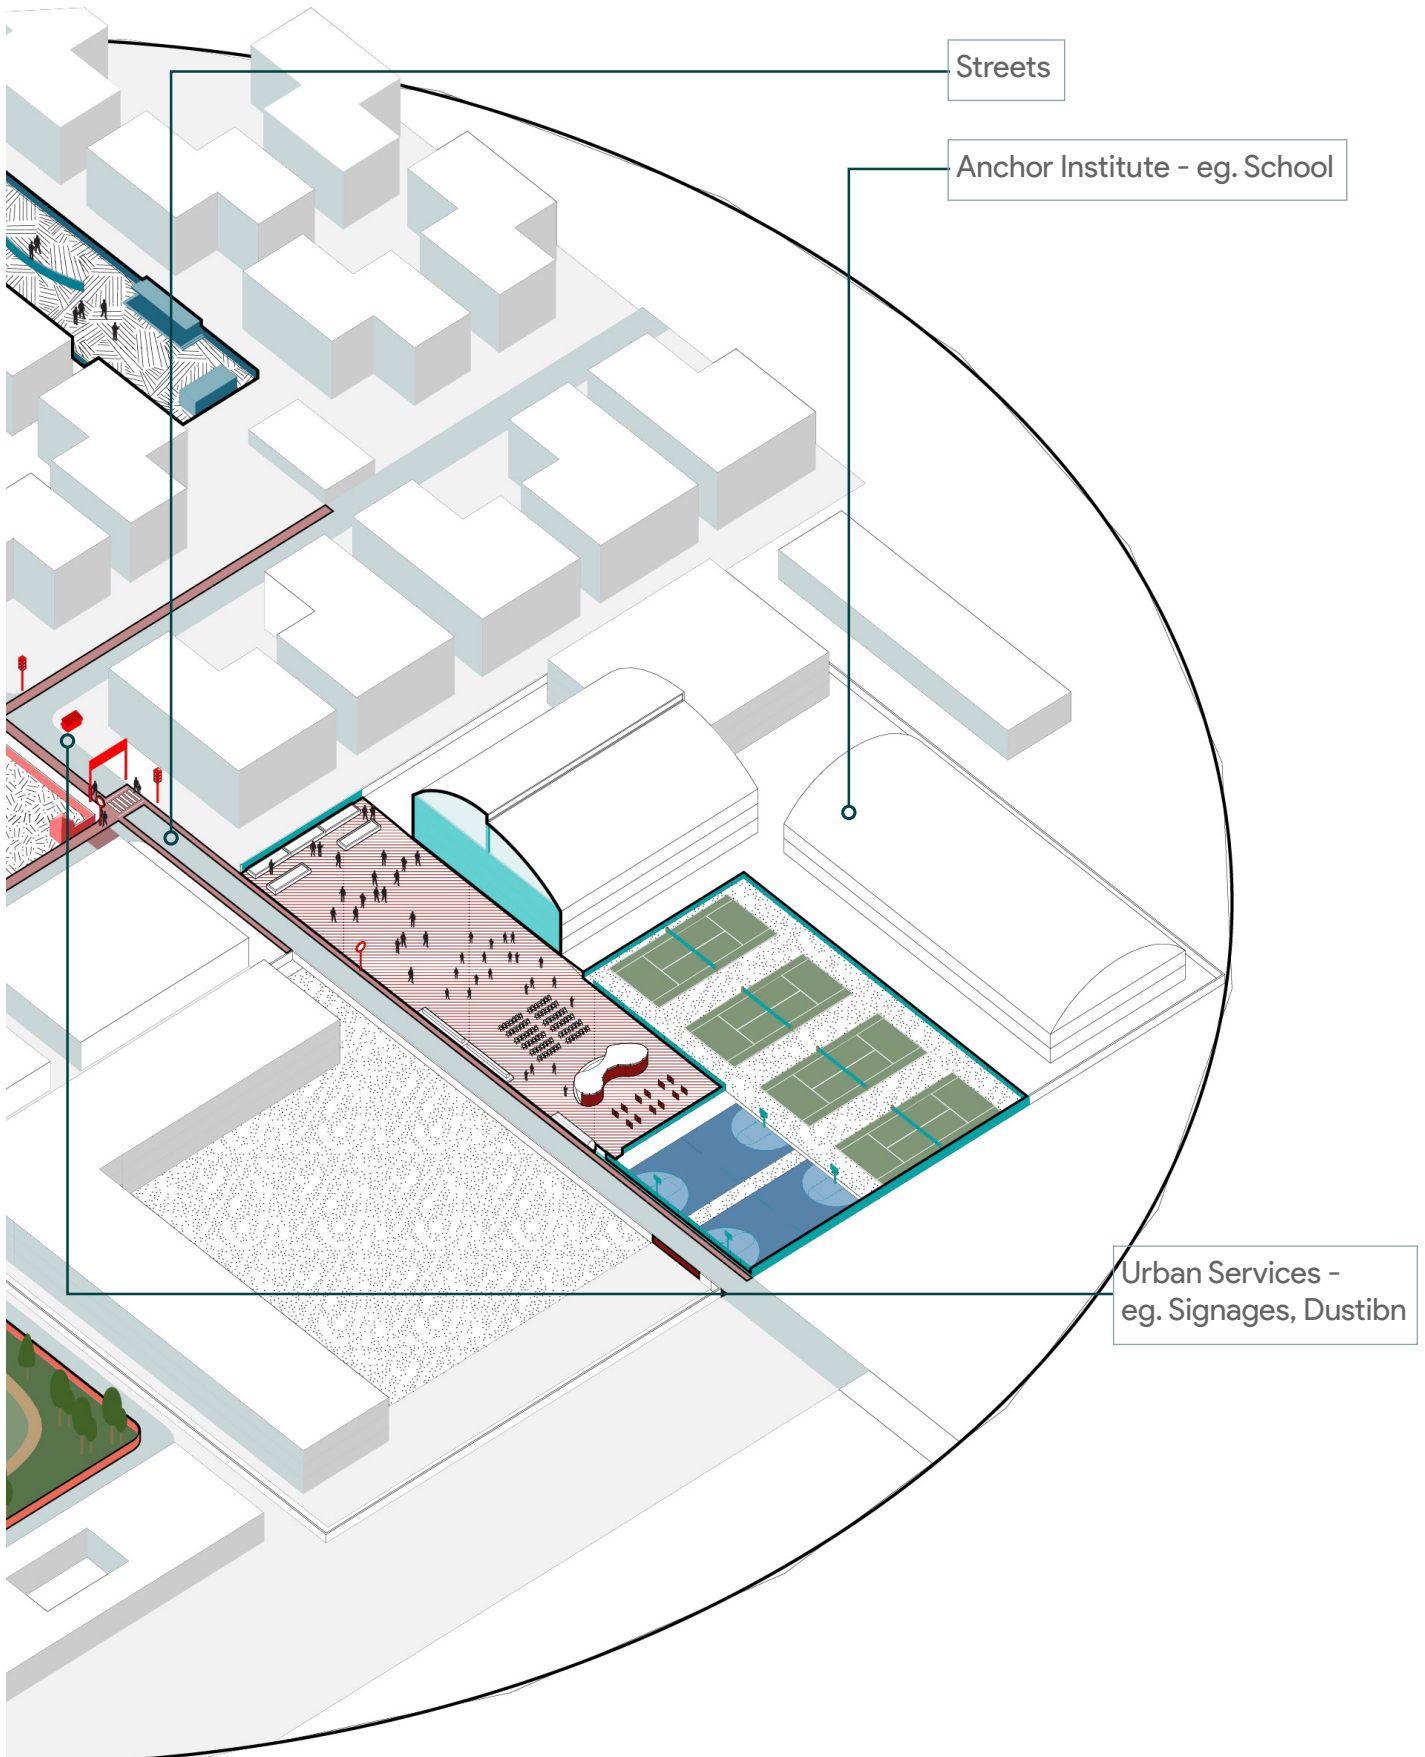 Streets
Anchor Institute - eg. School
Urban Services -
eg. Signages, Dustibn